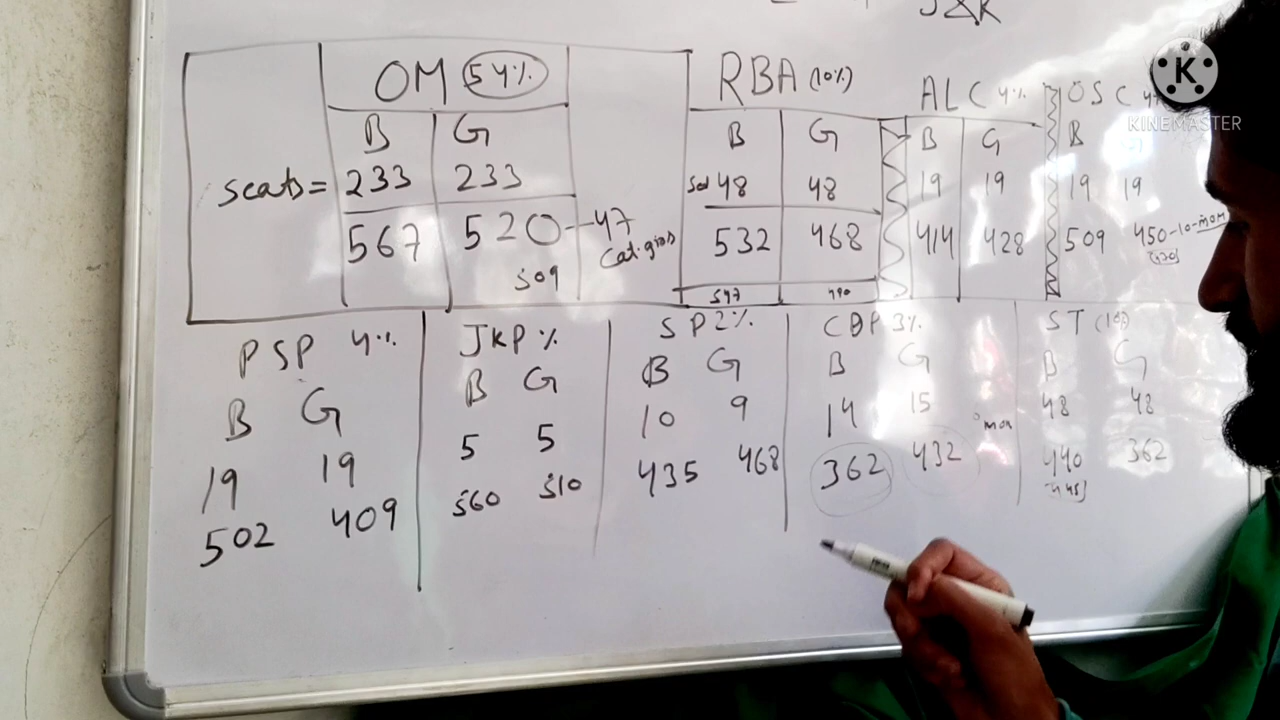 J&K
OM 54%
B G
seats = 233 233
567 520 - 47
509
RBA (10%)
B G
48 48
532 468
547 490
ALC 4%
B G
19 19
414 428
OSC
B
19 19
509 450-10-mom
PSP 4%
B G
19 19
502 409
JKP %
B G
5 5
560 510
SP 2%
B G
10 9
435 468
CDP 3%
B G
14 15
362 432
ST
B G
48 48
440 362
K
KINEMASTER